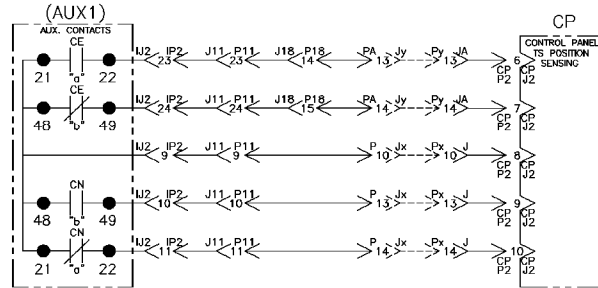 (AUX1)
AUX. CONTACTS
CP
CONTROL PANEL
TS POSITION
SENSING
CE
21 "a" 22
IJ2 IP2 J11 P11 J18 P18 PA Jy Py JA
23 23 14 13 13 6
CP P2 CP J2
CE
48 "b" 49
IJ2 IP2 J11 P11 J18 P18 PA Jy Py JA
24 24 15 14 14 7
CP P2 CP J2
IJ2 IP2 J11 P11 P Jx Px J
9 9 10 10 8
CP P2 CP J2
CN
48 "b" 49
IJ2 IP2 J11 P11 P Jx Px J
10 10 13 13 9
CP P2 CP J2
CN
21 "a" 22
IJ2 IP2 J11 P11 P Jx Px J
11 11 14 14 10
CP P2 CP J2